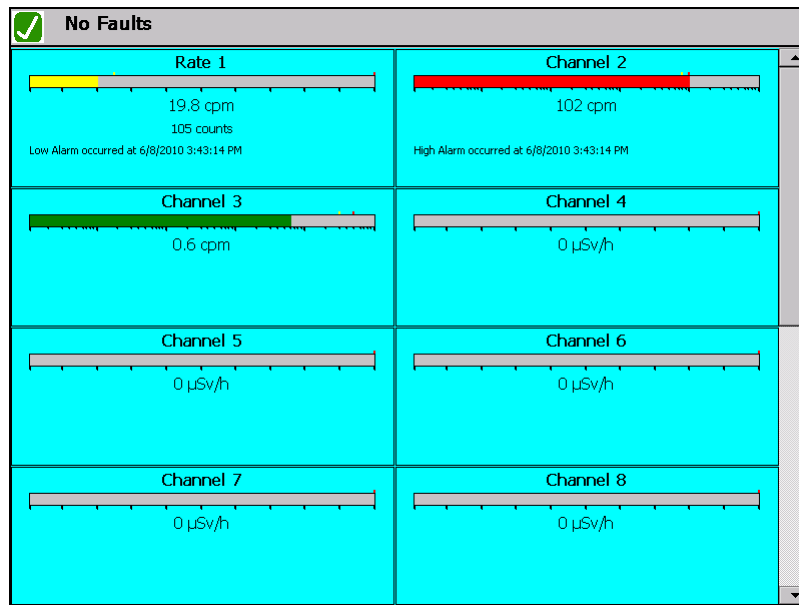 No Faults
Rate 1
19.8 cpm
105 counts
Low Alarm occurred at 6/8/2010 3:43:14 PM
Channel 2
102 cpm
High Alarm occurred at 6/8/2010 3:43:14 PM
Channel 3
0.6 cpm
Channel 4
0 µSv/h
Channel 5
0 µSv/h
Channel 6
0 µSv/h
Channel 7
0 µSv/h
Channel 8
0 µSv/h